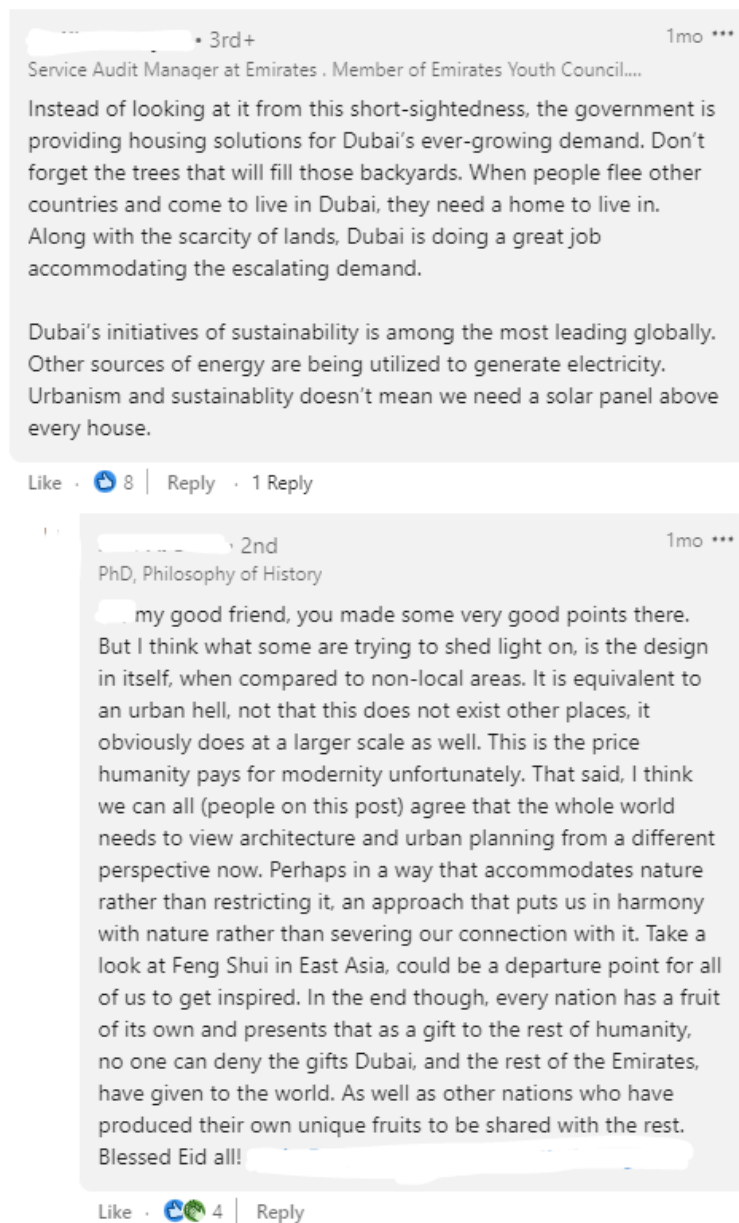 • 3rd+
1mo •••
Service Audit Manager at Emirates . Member of Emirates Youth Council....
Instead of looking at it from this short-sightedness, the government is
providing housing solutions for Dubai's ever-growing demand. Don't
forget the trees that will fill those backyards. When people flee other
countries and come to live in Dubai, they need a home to live in.
Along with the scarcity of lands, Dubai is doing a great job
accommodating the escalating demand.
Dubai's initiatives of sustainability is among the most leading globally.
Other sources of energy are being utilized to generate electricity.
Urbanism and sustainablity doesn't mean we need a solar panel above
every house.
Like · 8 | Reply · 1 Reply
2nd
1mo •••
PhD, Philosophy of History
my good friend, you made some very good points there.
But I think what some are trying to shed light on, is the design
in itself, when compared to non-local areas. It is equivalent to
an urban hell, not that this does not exist other places, it
obviously does at a larger scale as well. This is the price
humanity pays for modernity unfortunately. That said, I think
we can all (people on this post) agree that the whole world
needs to view architecture and urban planning from a different
perspective now. Perhaps in a way that accommodates nature
rather than restricting it, an approach that puts us in harmony
with nature rather than severing our connection with it. Take a
look at Feng Shui in East Asia, could be a departure point for all
of us to get inspired. In the end though, every nation has a fruit
of its own and presents that as a gift to the rest of humanity,
no one can deny the gifts Dubai, and the rest of the Emirates,
have given to the world. As well as other nations who have
produced their own unique fruits to be shared with the rest.
Blessed Eid all!
Like · 4 | Reply